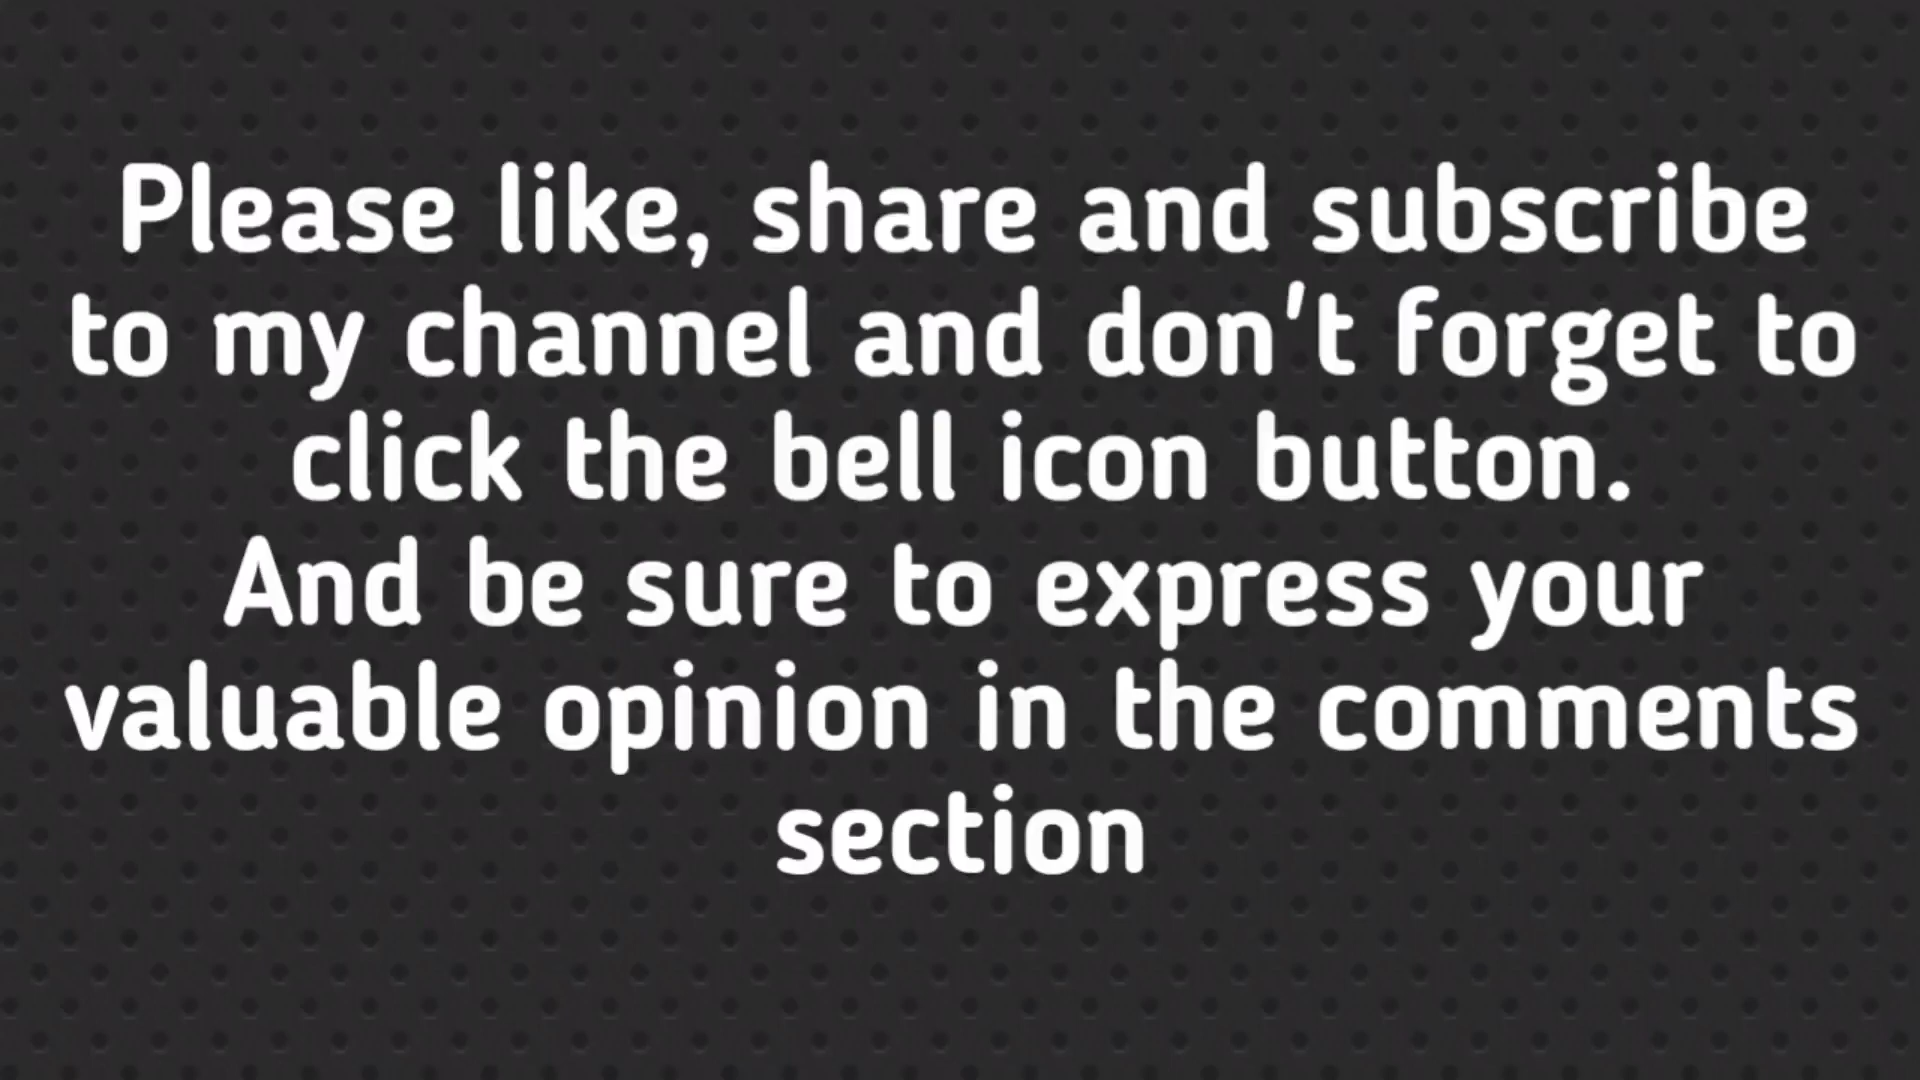 Please like, share and subscribe
to my channel and don't forget to
click the bell icon button.
And be sure to express your
valuable opinion in the comments
section